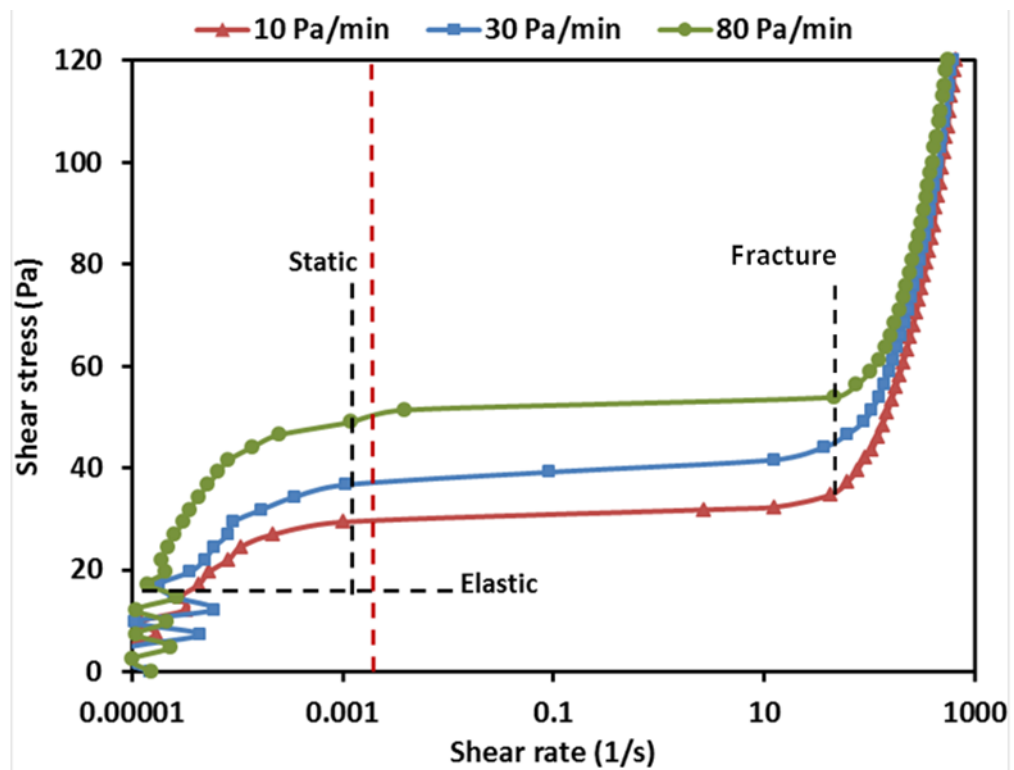 10 Pa/min 30 Pa/min 80 Pa/min
120
100
80
60
40
20
0
Shear stress (Pa)
Static
Fracture
Elastic
0.00001 0.001 0.1 10 1000
Shear rate (1/s)